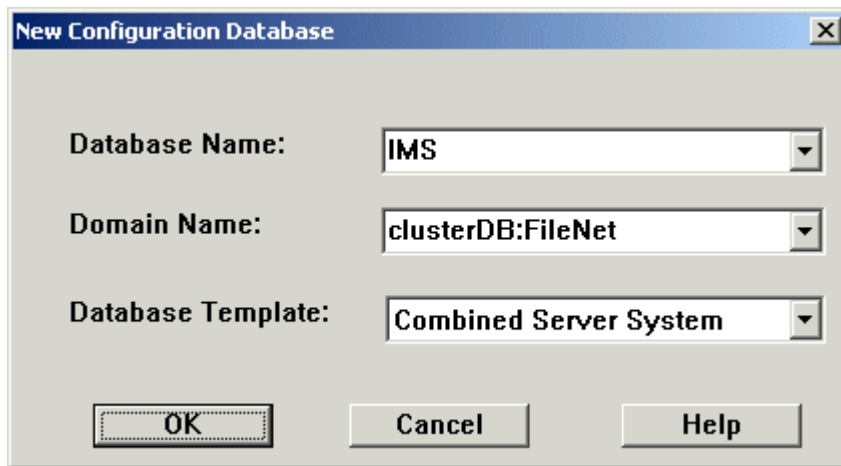 New Configuration Database
Database Name: IMS
Domain Name: clusterDB:FileNet
Database Template: Combined Server System
OK Cancel Help